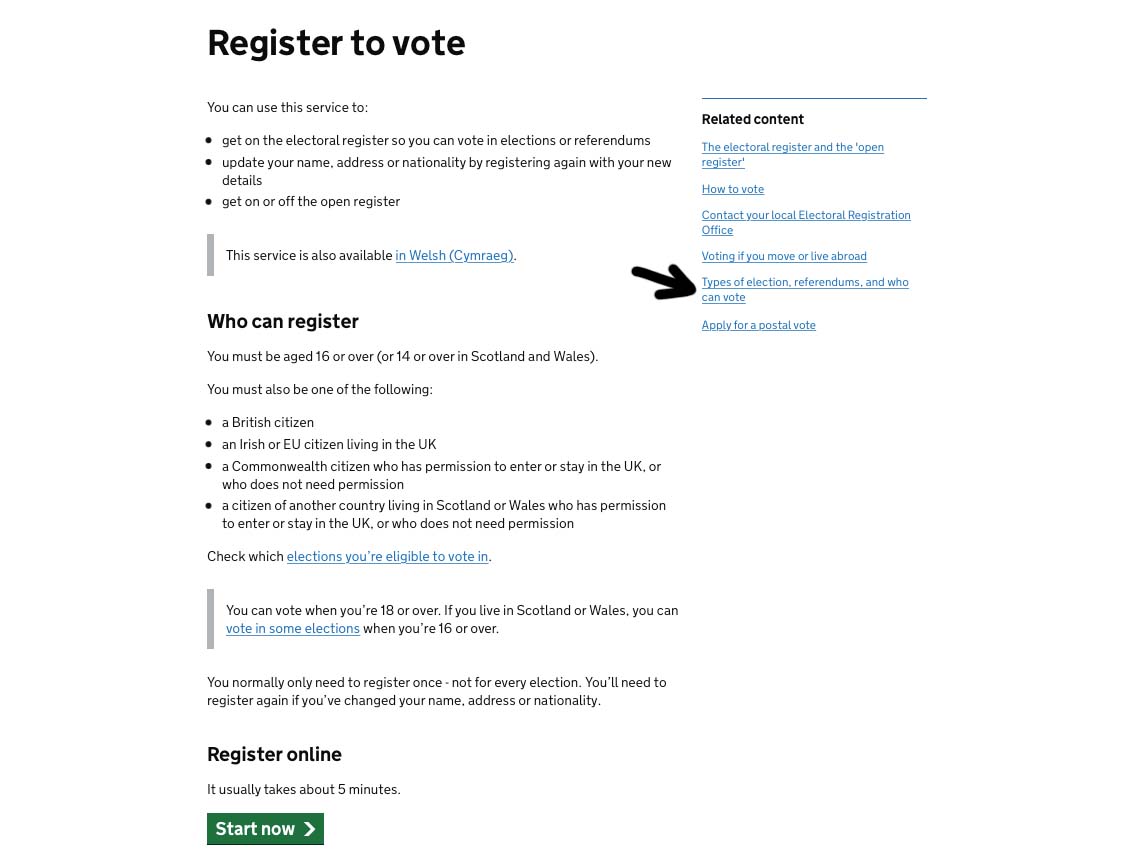 Register to vote
You can use this service to:
get on the electoral register so you can vote in elections or referendums
update your name, address or nationality by registering again with your new
details
get on or off the open register
This service is also available in Welsh (Cymraeg).
Who can register
You must be aged 16 or over (or 14 or over in Scotland and Wales).
You must also be one of the following:
a British citizen
an Irish or EU citizen living in the UK
a Commonwealth citizen who has permission to enter or stay in the UK, or
who does not need permission
a citizen of another country living in Scotland or Wales who has permission
to enter or stay in the UK, or who does not need permission
Check which elections you're eligible to vote in.
You can vote when you're 18 or over. If you live in Scotland or Wales, you can
vote in some elections when you're 16 or over.
You normally only need to register once - not for every election. You'll need to
register again if you've changed your name, address or nationality.
Register online
It usually takes about 5 minutes.
Start now
Related content
The electoral register and the 'open
register'
How to vote
Contact your local Electoral Registration
Office
Voting if you move or live abroad
Types of election, referendums, and who
can vote
Apply for a postal vote